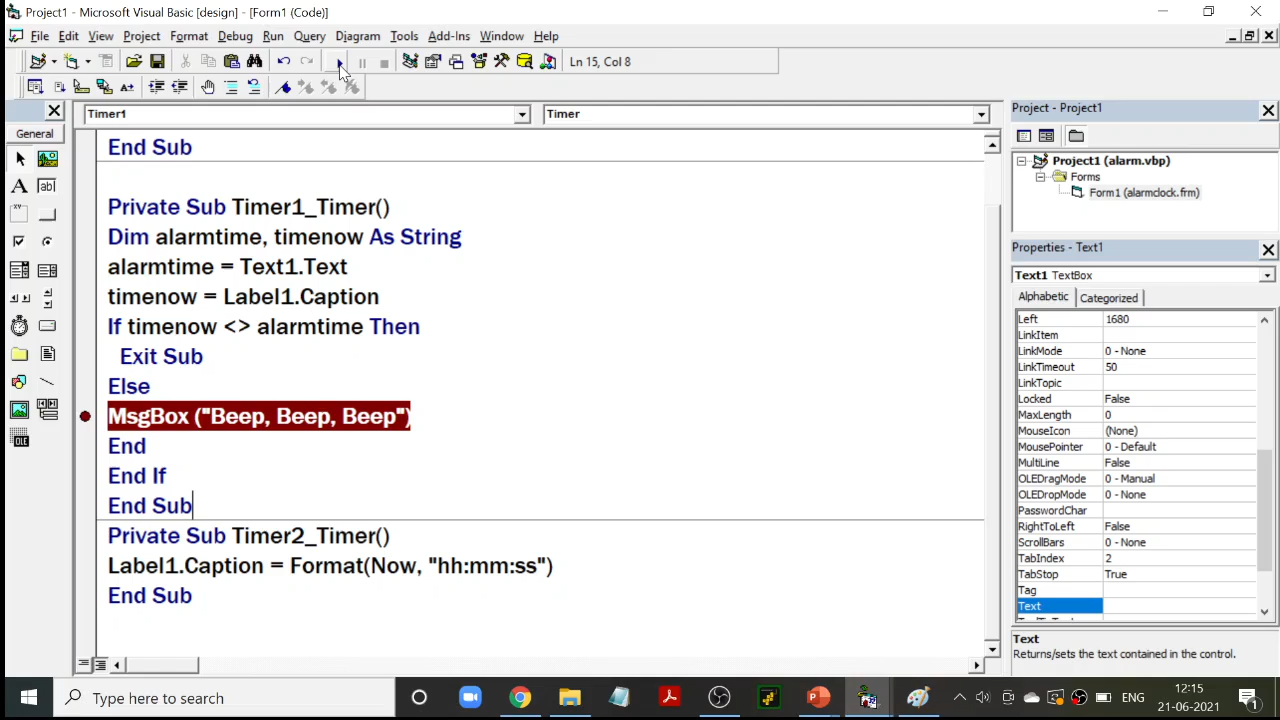 Project1 - Microsoft Visual Basic [design] - [Form1 (Code)]
File Edit View Project Format Debug Run Query Diagram Tools Add-Ins Window Help
Ln 15, Col 8
General
Timer1
Timer
End Sub
Private Sub Timer1_Timer()
Dim alarmtime, timenow As String
alarmtime = Text1.Text
timenow = Label1.Caption
If timenow <> alarmtime Then
Exit Sub
Else
MsgBox ("Beep, Beep, Beep")
End
End If
End Sub
Private Sub Timer2_Timer()
Label1.Caption = Format(Now, "hh:mm:ss")
End Sub
Project - Project1
Project1 (alarm.vbp)
Forms
Form1 (alarmclock.frm)
Properties - Text1
Text1 TextBox
Alphabetic Categorized
Left 1680
LinkItem
LinkMode 0 - None
LinkTimeout 50
LinkTopic
Locked False
MaxLength 0
MouseIcon (None)
MousePointer 0 - Default
MultiLine False
OLEDragMode 0 - Manual
OLEDropMode 0 - None
PasswordChar
RightToLeft False
ScrollBars 0 - None
TabIndex 2
TabStop True
Tag
Text
Text
Returns/sets the text contained in the control.
Type here to search
ENG
12:15
21-06-2021